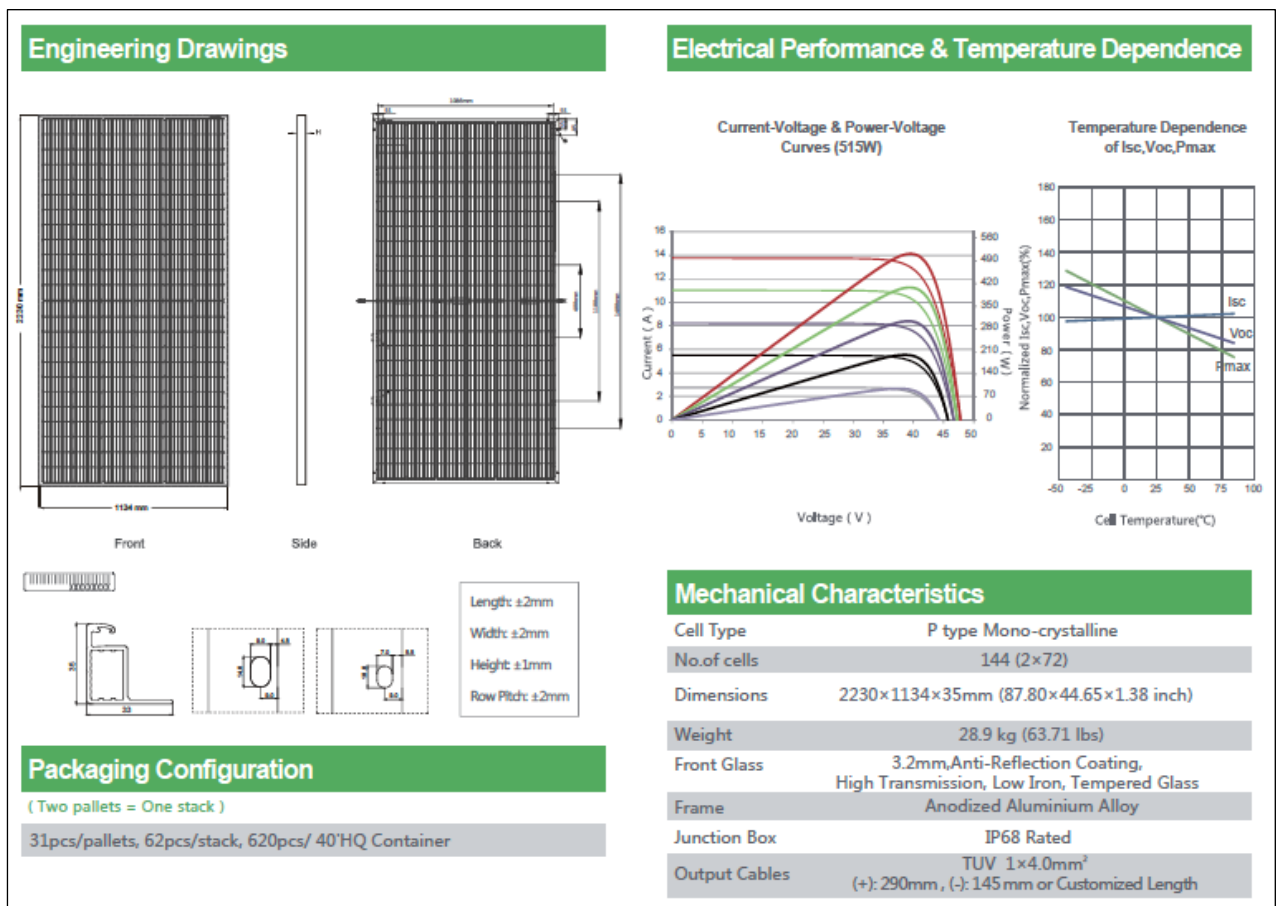 Engineering Drawings
2230 mm
1134 mm
H
Front
Side
Back
35
33
Length: ±2mm
Width: ±2mm
Height: ±1mm
Row Pitch: ±2mm
Packaging Configuration
( Two pallets = One stack )
31pcs/pallets, 62pcs/stack, 620pcs/ 40'HQ Container
Electrical Performance & Temperature Dependence
Current-Voltage & Power-Voltage
Curves (515W)
16
14
12
10
8
6
4
2
0
Current ( A )
0 5 10 15 20 25 30 35 40 45 50
560
490
420
350
280
210
140
70
0
Power ( W )
Voltage ( V )
Temperature Dependence
of Isc,Voc,Pmax
180
160
140
120
100
80
60
40
20
Normalized Isc,Voc,Pmax(%)
Isc
Voc
Pmax
-50 -25 0 25 50 75 100
Cell Temperature(°C)
Mechanical Characteristics
Cell Type P type Mono-crystalline
No.of cells 144 (2×72)
Dimensions 2230×1134×35mm (87.80×44.65×1.38 inch)
Weight 28.9 kg (63.71 lbs)
Front Glass 3.2mm,Anti-Reflection Coating,
High Transmission, Low Iron, Tempered Glass
Frame Anodized Aluminium Alloy
Junction Box IP68 Rated
Output Cables TUV 1×4.0mm²
(+): 290mm , (-): 145 mm or Customized Length